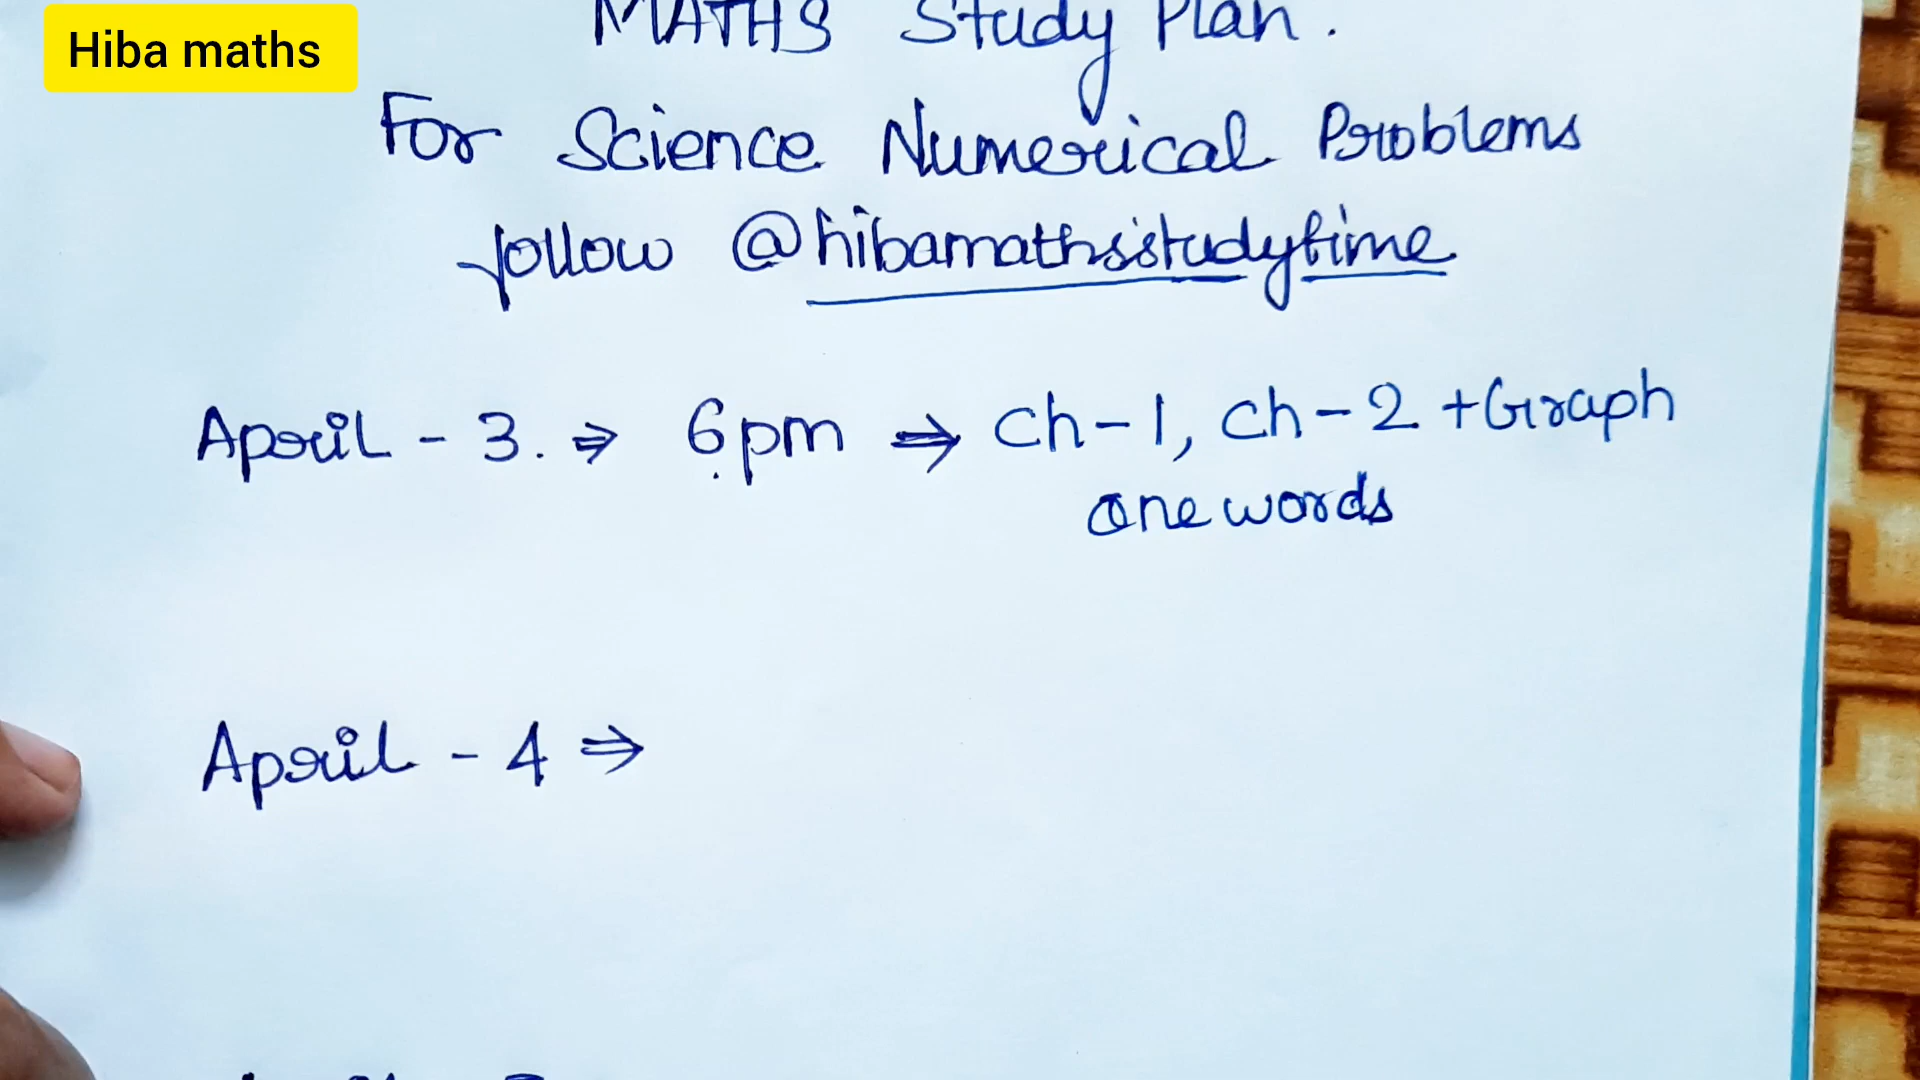 Hiba maths
MATHS Study Plan.
For Science Numerical Problems
follow @hibamathsstudytime
April - 3. ⇒ 6pm ⇒ Ch-1, Ch-2 +Graph
one words
April - 4 ⇒